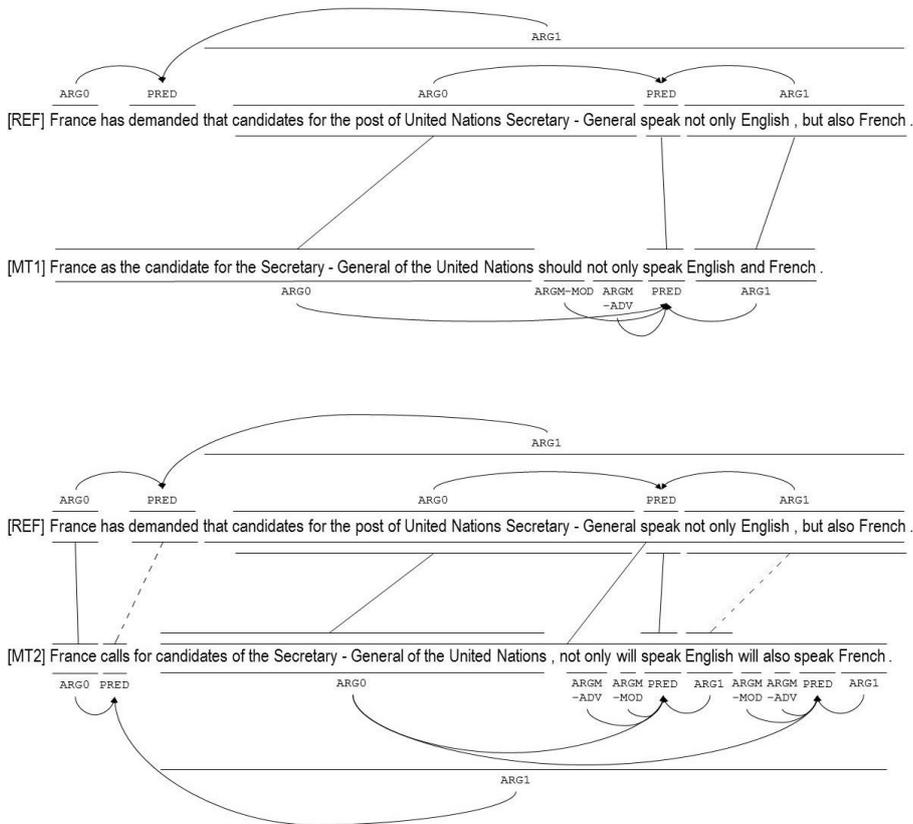 ARG1
ARG0 PRED ARG0 PRED ARG1
[REF] France has demanded that candidates for the post of United Nations Secretary - General speak not only English , but also French .
[MT1] France as the candidate for the Secretary - General of the United Nations should not only speak English and French .
ARG0 ARGM-MOD ARGM PRED ARG1
-ADV
ARG1
ARG0 PRED ARG0 PRED ARG1
[REF] France has demanded that candidates for the post of United Nations Secretary - General speak not only English , but also French .
[MT2] France calls for candidates of the Secretary - General of the United Nations , not only will speak English will also speak French .
ARG0 PRED ARG0 ARGM ARGM PRED ARG1 ARGM ARGM PRED ARG1
-ADV -MOD -MOD -ADV
ARG1